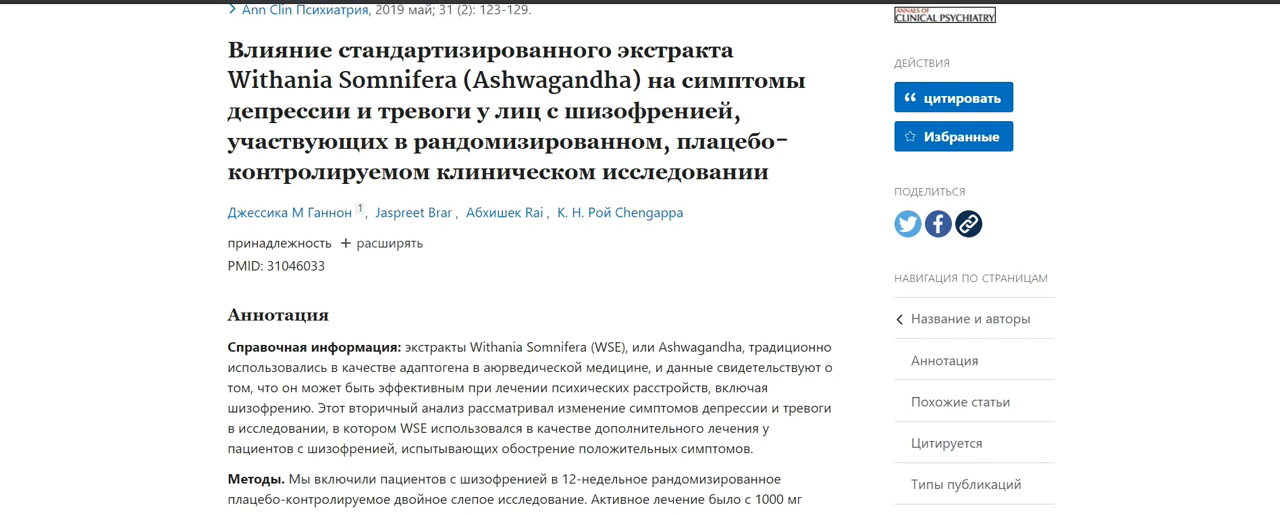 Ann Clin Психиатрия, 2019 май; 31 (2): 123-129.
Влияние стандартизированного экстракта
Withania Somnifera (Ashwagandha) на симптомы
депрессии и тревоги у лиц с шизофренией,
участвующих в рандомизированном, плацебо-
контролируемом клиническом исследовании
Джессика М Ганнон 1, Jaspreet Brar, Абхишек Rai, К. Н. Рой Chengappa
принадлежность + расширять
PMID: 31046033
Аннотация
Справочная информация: экстракты Withania Somnifera (WSE), или Ashwagandha, традиционно
использовались в качестве адаптогена в аюрведической медицине, и данные свидетельствуют о
том, что он может быть эффективным при лечении психических расстройств, включая
шизофрению. Этот вторичный анализ рассматривал изменение симптомов депрессии и тревоги
в исследовании, в котором WSE использовался в качестве дополнительного лечения у
пациентов с шизофренией, испытывающих обострение положительных симптомов.
Методы. Мы включили пациентов с шизофренией в 12-недельное рандомизированное
плацебо-контролируемое двойное слепое исследование. Активное лечение было с 1000 мг
ANNALS OF
CLINICAL PSYCHIATRY
ДЕЙСТВИЯ
цитировать
Избранные
ПОДЕЛИТЬСЯ
НАВИГАЦИЯ ПО СТРАНИЦАМ
Название и авторы
Аннотация
Похожие статьи
Цитируется
Типы публикаций